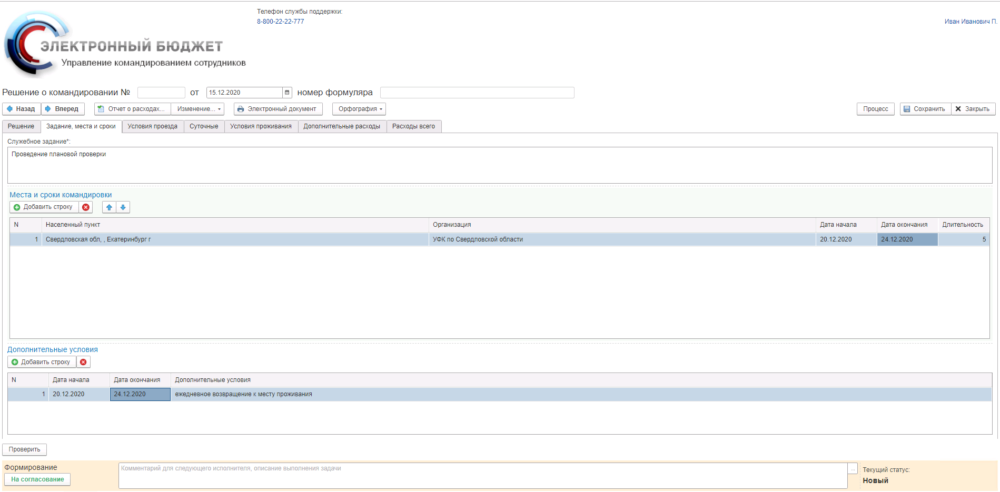 Телефон службы поддержки:
8-800-22-22-777
Иван Иванович П.
ЭЛЕКТРОННЫЙ БЮДЖЕТ
Управление командированием сотрудников
Решение о командировании № от 15.12.2020 номер формуляра
Назад Вперед Отчет о расходах... Изменение... Электронный документ Орфография Процесс Сохранить Закрыть
Решение Задание, места и сроки Условия проезда Суточные Условия проживания Дополнительные расходы Расходы всего
Служебное задание*:
Проведение плановой проверки
Места и сроки командировки
Добавить строку
N Населенный пункт Организация Дата начала Дата окончания Длительность
1 Свердловская обл, , Екатеринбург г УФК по Свердловской области 20.12.2020 24.12.2020 5
Дополнительные условия
Добавить строку
N Дата начала Дата окончания Дополнительные условия
1 20.12.2020 24.12.2020 ежедневное возвращение к месту проживания
Проверить
Формирование
На согласование
Комментарий для следующего исполнителя, описание выполнения задачи
...
Текущий статус:
Новый